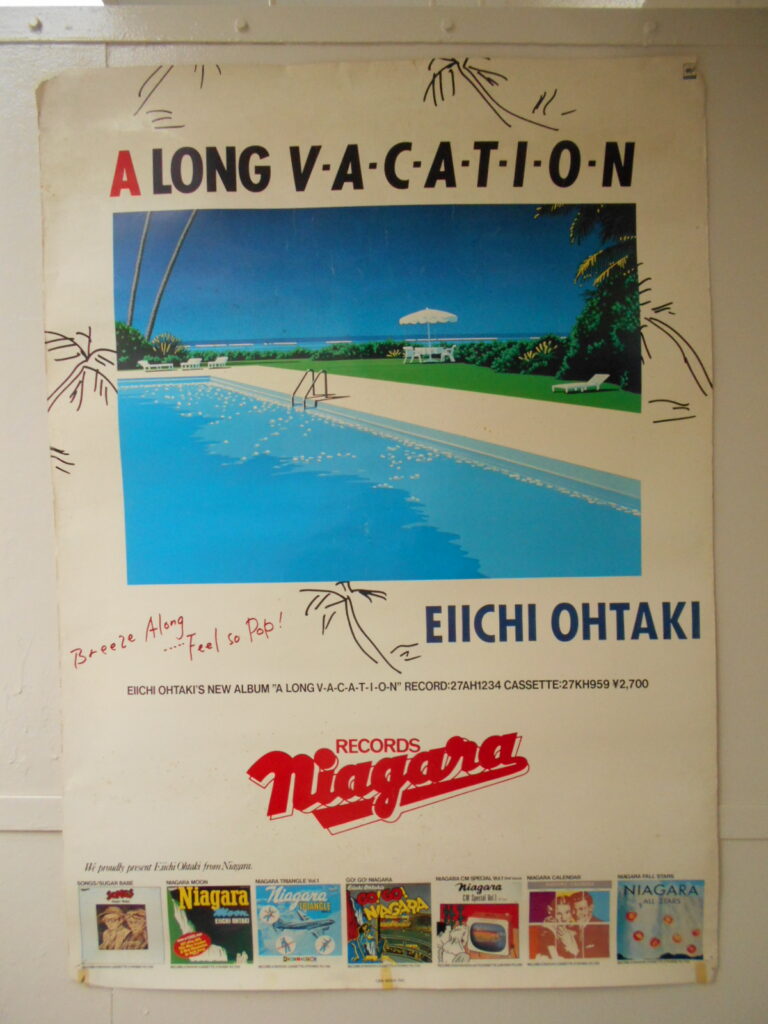 A LONG V-A-C-A-T-I-O-N
EIICHI OHTAKI
Breeze Along
..... Feel so Pop!
EIICHI OHTAKI'S NEW ALBUM "A LONG V-A-C-A-T-I-O-N" RECORD:27AH1234 CASSETTE:27KH959 ¥2,700
RECORDS
Niagara
We proudly present Eiichi Ohtaki from Niagara.
SONGS/SUGAR BABE
NIAGARA MOON
NIAGARA TRIANGLE Vol.1
GO! GO! NIAGARA
NIAGARA CM SPECIAL Vol.1
NIAGARA CALENDAR
NIAGARA FALL STARS
SONGS
Niagara
Moon
EIICHI OHTAKI
Niagara
TRIANGLE
GO! GO!
NIAGARA
Niagara
CM Special Vol.1
NIAGARA
ALL STARS